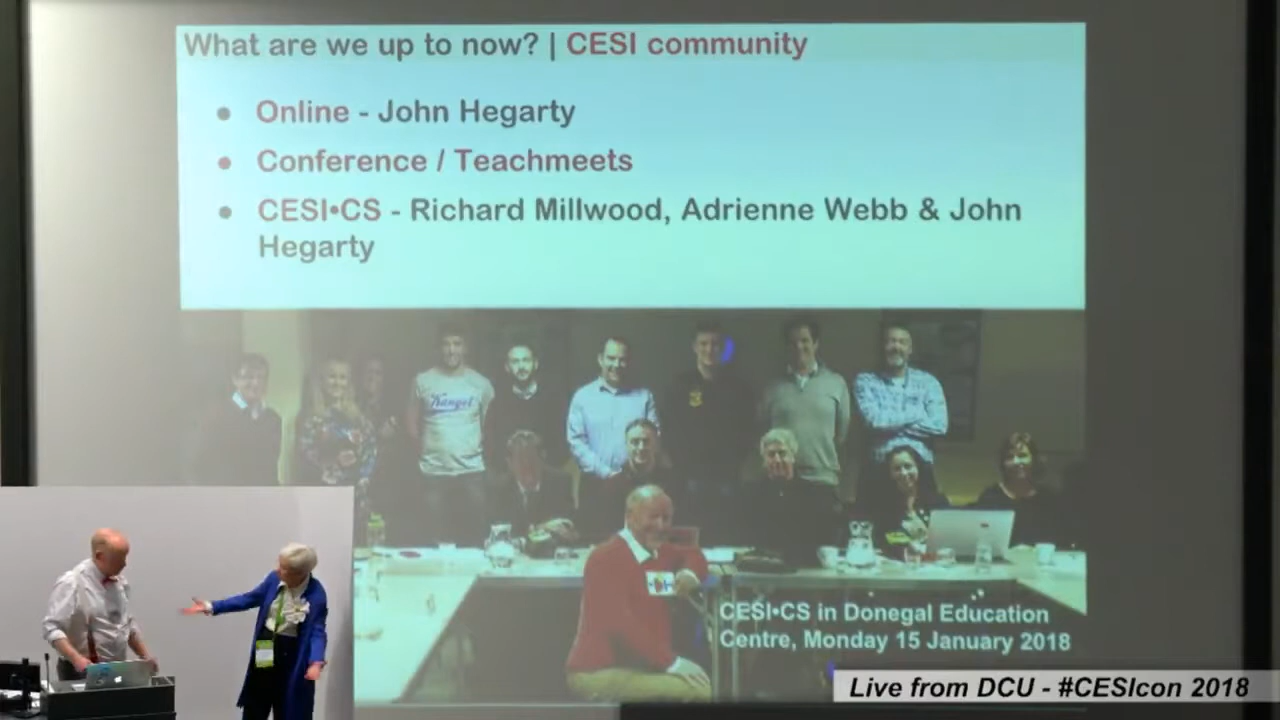 What are we up to now? | CESI community
● Online - John Hegarty
● Conference / Teachmeets
● CESI•CS - Richard Millwood, Adrienne Webb & John
Hegarty
Kangol
CESI•CS in Donegal Education
Centre, Monday 15 January 2018
Live from DCU - #CESIcon 2018